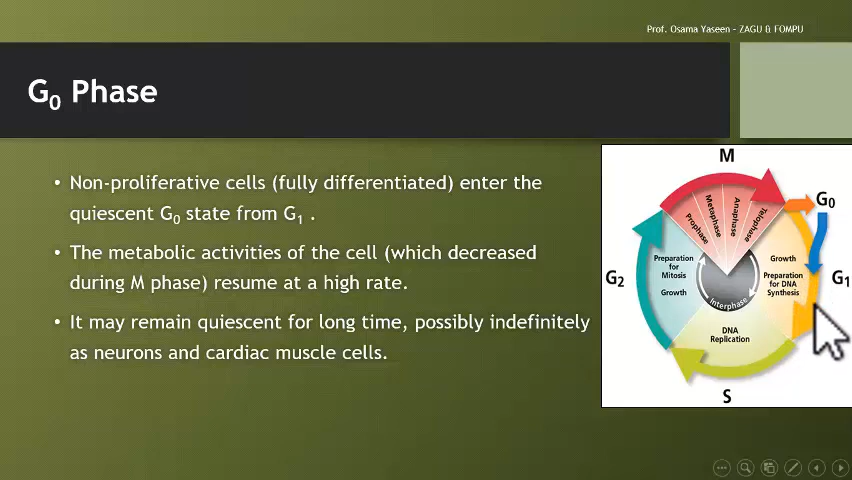 Prof. Osama Yaseen – ZAGU & FOMPU
G₀ Phase
• Non-proliferative cells (fully differentiated) enter the
quiescent G₀ state from G₁ .
• The metabolic activities of the cell (which decreased
during M phase) resume at a high rate.
• It may remain quiescent for long time, possibly indefinitely
as neurons and cardiac muscle cells.
M
G₀
Prophase
Metaphase
Anaphase
Telophase
G₂
Preparation
for
Mitosis
Growth
Growth
Preparation
for DNA
Synthesis
G₁
Interphase
DNA
Replication
S